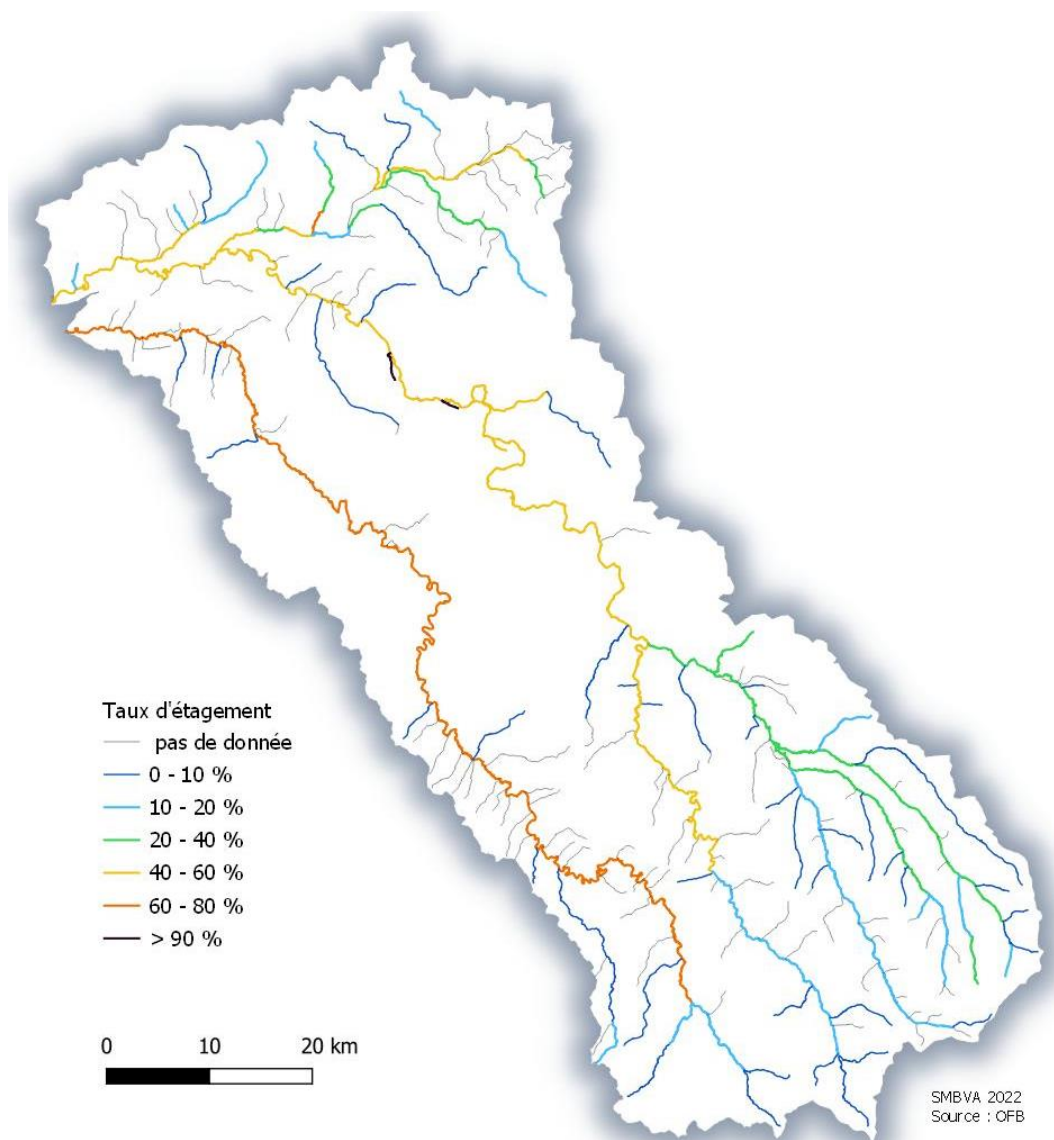 Taux d'étagement
pas de donnée
0 - 10 %
10 - 20 %
20 - 40 %
40 - 60 %
60 - 80 %
> 90 %
0 10 20 km
SMBVA 2022
Source : OFB